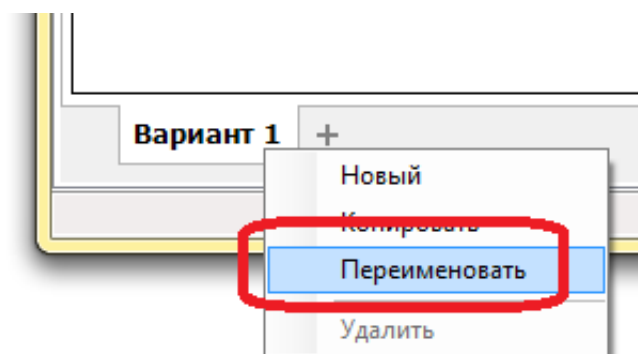 Вариант 1 +
Новый
Копировать
Переименовать
Удалить